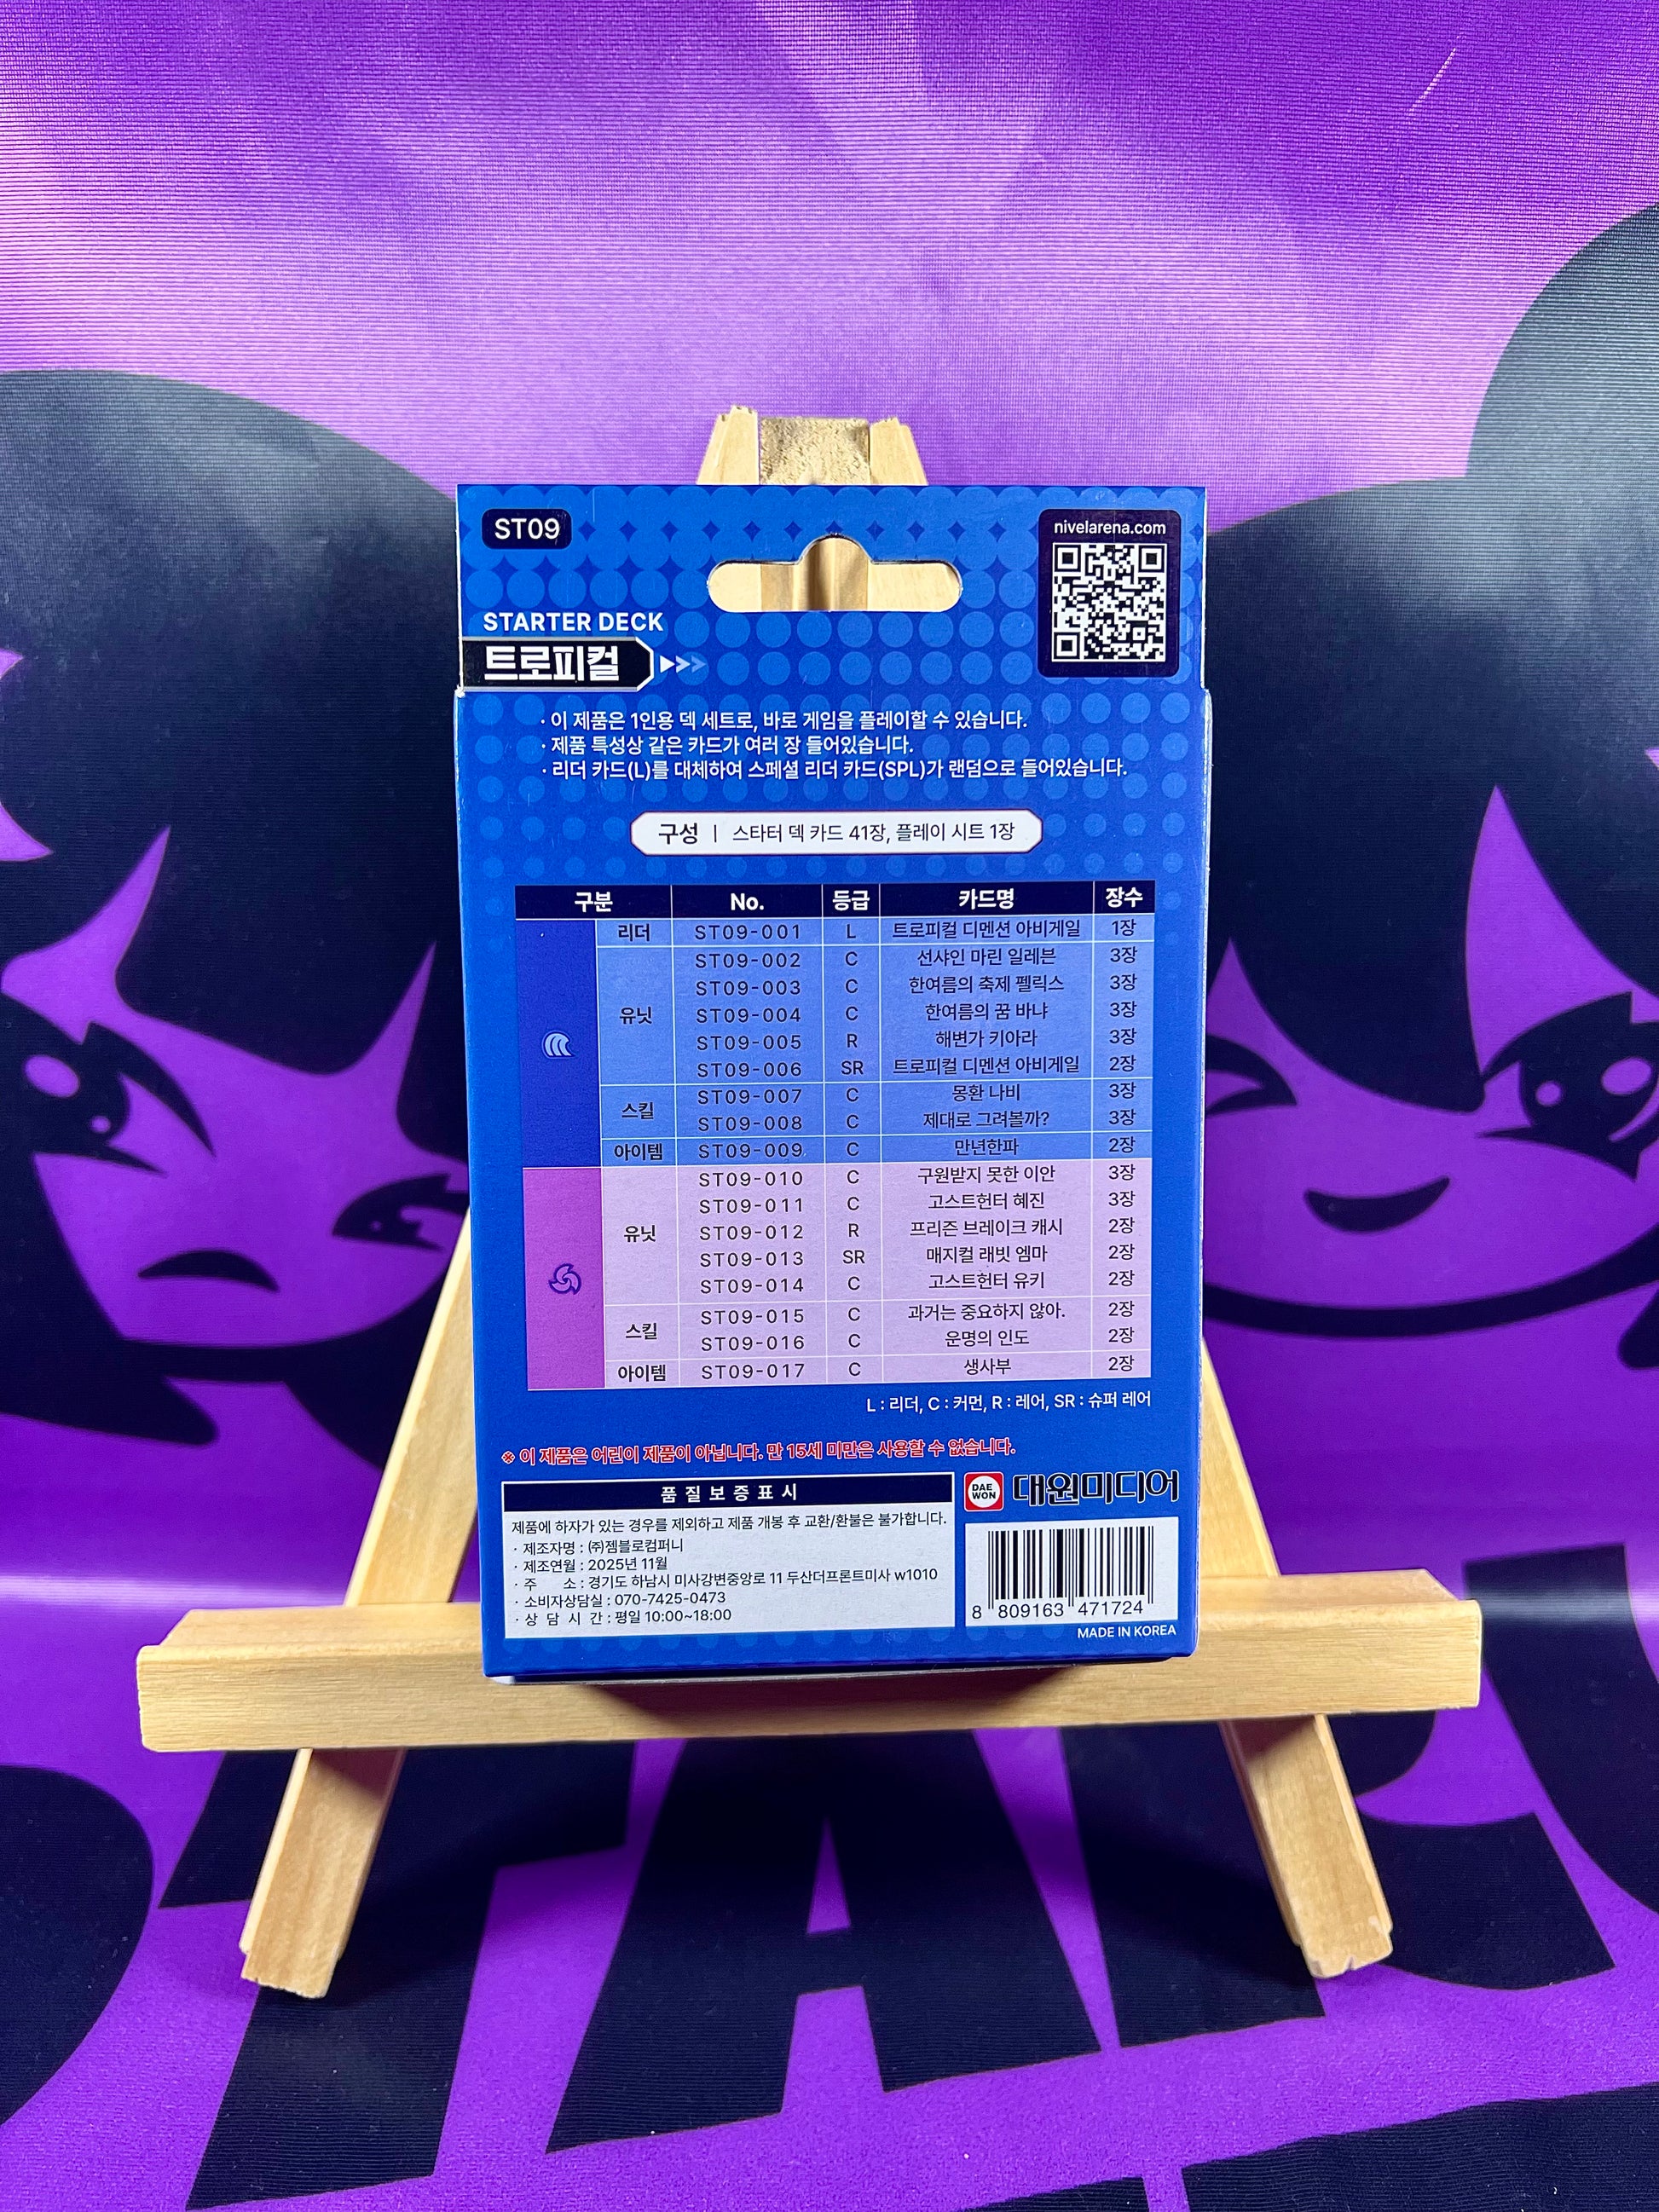 ST09
nivelarena.com
STARTER DECK
트로피컬
· 이 제품은 1인용 덱 세트로, 바로 게임을 플레이할 수 있습니다.
· 제품 특성상 같은 카드가 여러 장 들어있습니다.
· 리더 카드(L)를 대체하여 스페셜 리더 카드(SPL)가 랜덤으로 들어있습니다.
구성 | 스타터 덱 카드 41장, 플레이 시트 1장
구분 No. 등급 카드명 장수
리더 ST09-001 L 트로피컬 디멘션 아비게일 1장
유닛 ST09-002 C 선샤인 마린 일레븐 3장
ST09-003 C 한여름의 축제 펠릭스 3장
ST09-004 C 한여름의 꿈 바냐 3장
ST09-005 R 해변가 키아라 3장
ST09-006 SR 트로피컬 디멘션 아비게일 2장
스킬 ST09-007 C 몽환 나비 3장
ST09-008 C 제대로 그려볼까? 3장
아이템 ST09-009 C 만년한파 2장
유닛 ST09-010 C 구원받지 못한 이안 3장
ST09-011 C 고스트헌터 혜진 3장
ST09-012 R 프리즌 브레이크 캐시 2장
ST09-013 SR 매지컬 래빗 엠마 2장
ST09-014 C 고스트헌터 유키 2장
스킬 ST09-015 C 과거는 중요하지 않아. 2장
ST09-016 C 운명의 인도 2장
아이템 ST09-017 C 생사부 2장
L : 리더, C : 커먼, R : 레어, SR : 슈퍼 레어
※ 이 제품은 어린이 제품이 아닙니다. 만 15세 미만은 사용할 수 없습니다.
품질보증표시
제품에 하자가 있는 경우를 제외하고 제품 개봉 후 교환/환불은 불가합니다.
· 제조자명 : ㈜젬블로컴퍼니
· 제조연월 : 2025년 11월
· 주 소 : 경기도 하남시 미사강변중앙로 11 두산더프론트미사 w1010
· 소비자상담실 : 070-7425-0473
· 상 담 시 간 : 평일 10:00~18:00
DAE WON 대원미디어
8 809163 471724
MADE IN KOREA